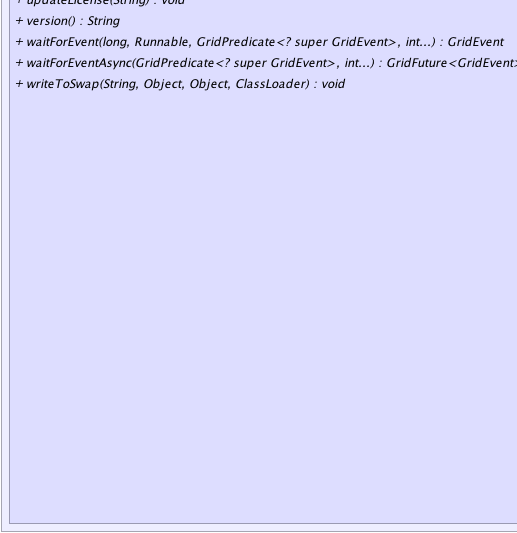 + updateLicense(String) : void
+ version() : String
+ waitForEvent(long, Runnable, GridPredicate<? super GridEvent>, int...) : GridEvent
+ waitForEventAsync(GridPredicate<? super GridEvent>, int...) : GridFuture<GridEvent>
+ writeToSwap(String, Object, Object, ClassLoader) : void